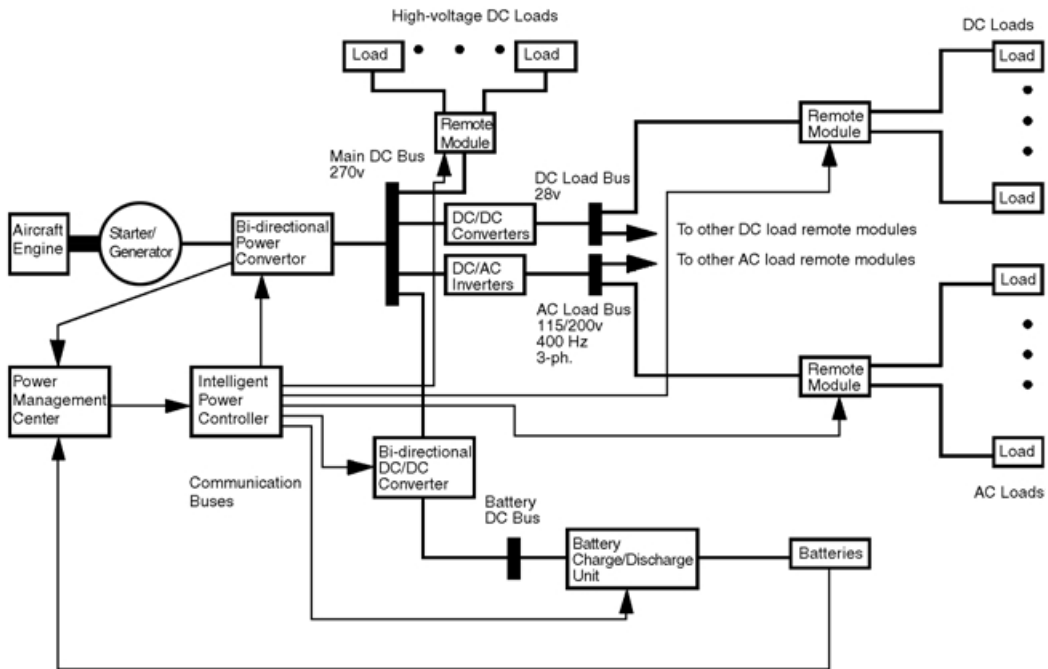 High-voltage DC Loads
DC Loads
Load
Load
Load
Remote
Module
Remote
Module
Main DC Bus
270v
DC Load Bus
28v
Load
Aircraft
Engine
Starter/
Generator
Bi-directional
Power
Convertor
DC/DC
Converters
To other DC load remote modules
DC/AC
Inverters
To other AC load remote modules
Load
AC Load Bus
115/200v
400 Hz
3-ph.
Remote
Module
Power
Management
Center
Intelligent
Power
Controller
Load
Bi-directional
DC/DC
Converter
Communication
Buses
AC Loads
Battery
DC Bus
Battery
Charge/Discharge
Unit
Batteries